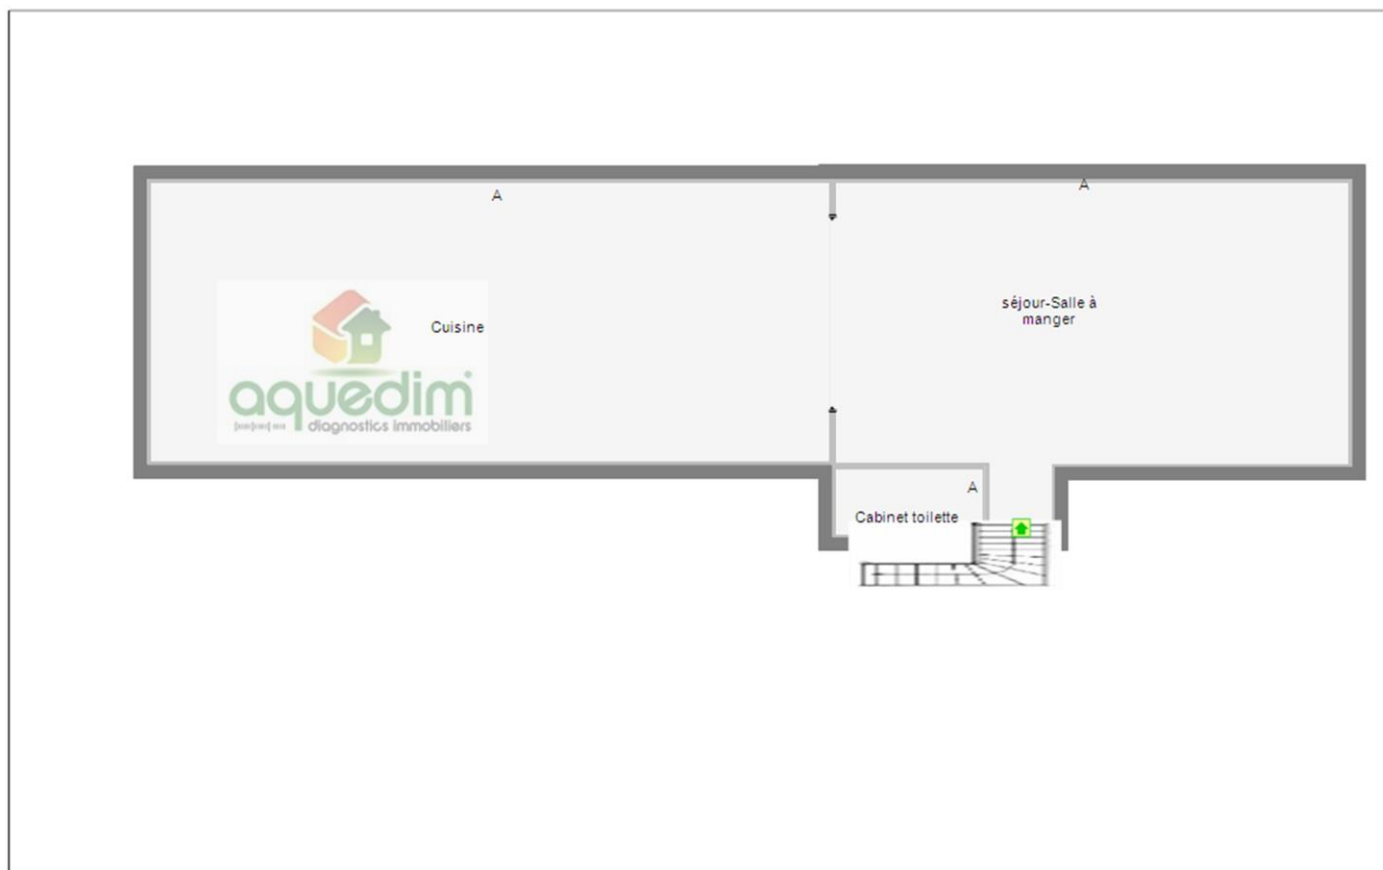 A
A
séjour-Salle à
manger
Cuisine
aquedim
diagnostics immobiliers
A
Cabinet toilette